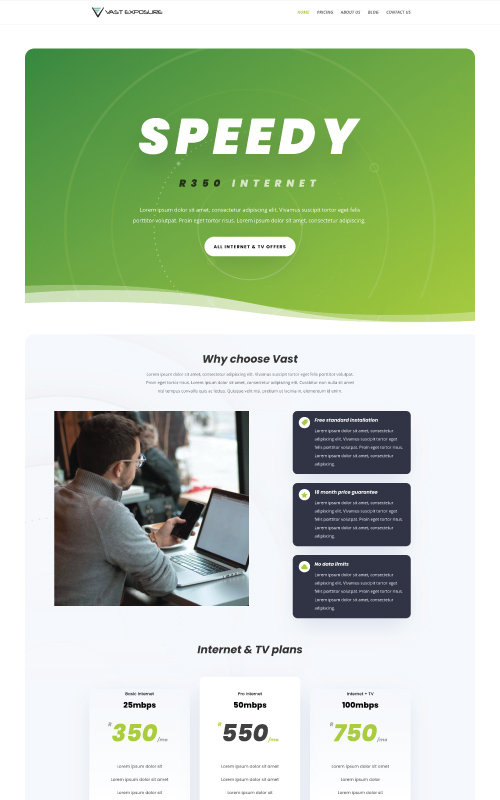 VAST EXPOSURE
HOME PRICING ABOUT US BLOG CONTACT US
SPEEDY
R350 INTERNET
Lorem ipsum dolor sit amet, consectetur adipiscing elit. Vivamus suscipit tortor eget felis
porttitor volutpat. Proin eget tortor risus. Lorem ipsum dolor sit amet, consectetur adipiscing elit.
ALL INTERNET & TV OFFERS
Why choose Vast
Lorem ipsum dolor sit amet, consectetur adipiscing elit. Vivamus suscipit tortor eget felis porttitor volutpat.
Proin eget tortor risus. Lorem ipsum dolor sit amet, consectetur adipiscing elit. Curabitur non nulla sit amet
nisl tempus convallis quis ac lectus. Quisque velit nisi, pretium ut lacinia in, elementum id enim.
Free standard installation
Lorem ipsum dolor sit amet, consectetur
adipiscing elit. Vivamus suscipit tortor eget
felis porttitor volutpat. Proin eget tortor risus.
Lorem ipsum dolor sit amet, consectetur
adipiscing.
18 month price guarantee
Lorem ipsum dolor sit amet, consectetur
adipiscing elit. Vivamus suscipit tortor eget
felis porttitor volutpat. Proin eget tortor risus.
Lorem ipsum dolor sit amet, consectetur
adipiscing.
No data limits
Lorem ipsum dolor sit amet, consectetur
adipiscing elit. Vivamus suscipit tortor eget
felis porttitor volutpat. Proin eget tortor risus.
Lorem ipsum dolor sit amet, consectetur
adipiscing.
Internet & TV plans
Basic Internet
25mbps
R350/mo
Lorem ipsum dolor sit
Lorem ipsum dolor sit amet
Lorem ipsum dolor sit
Pro Internet
50mbps
R550/mo
Lorem ipsum dolor sit amet
Lorem ipsum dolor sit amet
Lorem ipsum dolor sit
Internet + TV
R750/mo
Lorem ipsum dolor sit amet
Lorem ipsum dolor
Lorem ipsum dolor sit